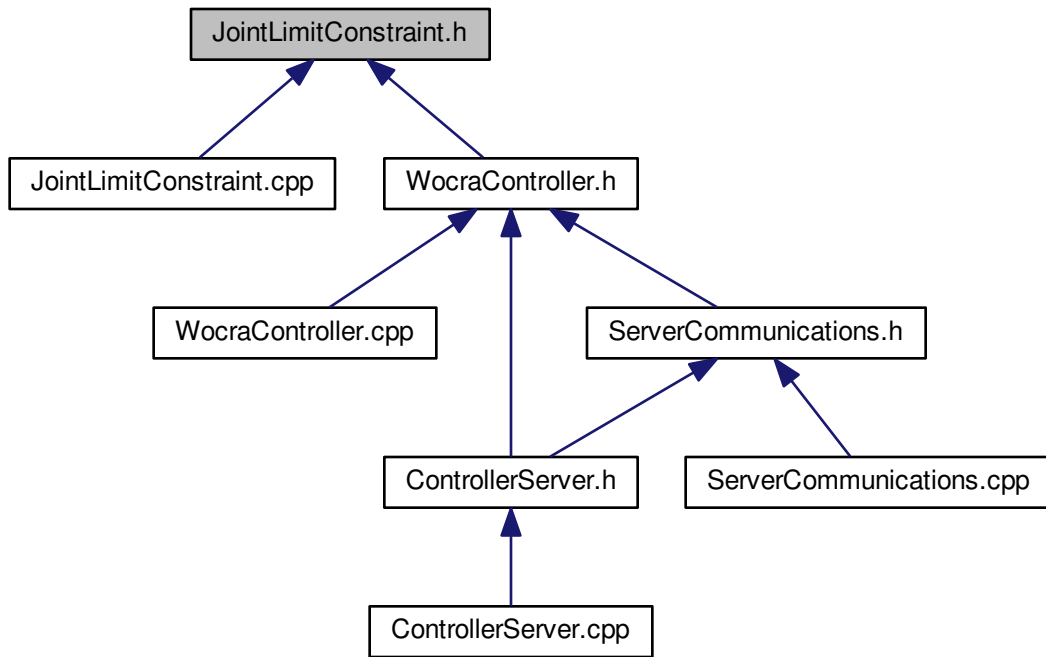 JointLimitConstraint.h
JointLimitConstraint.cpp
WocraController.h
WocraController.cpp
ServerCommunications.h
ControllerServer.h
ServerCommunications.cpp
ControllerServer.cpp